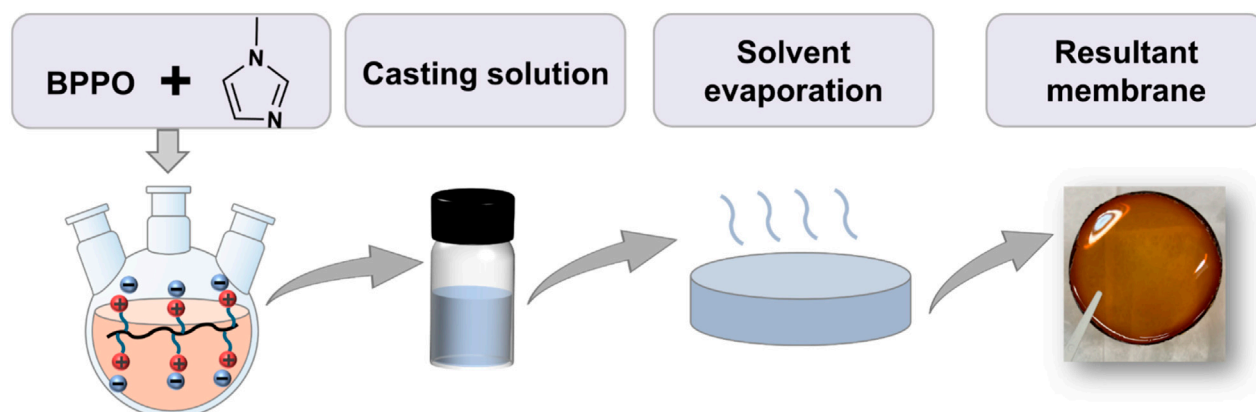 BPPO + N N
Casting solution
Solvent
evaporation
Resultant
membrane